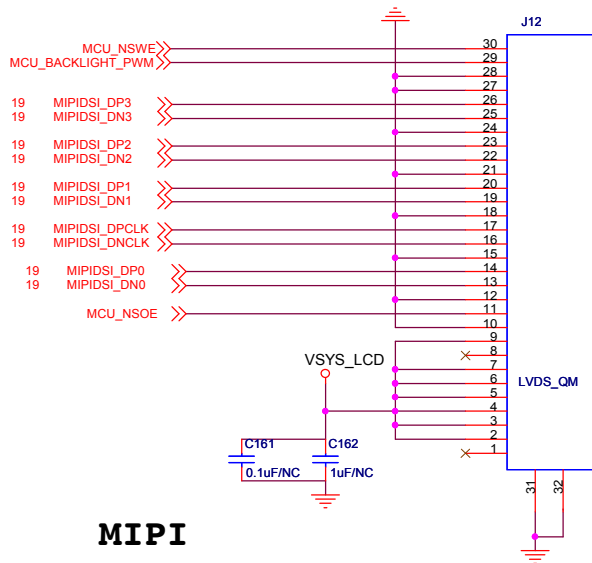 J12
MCU_NSWE 30
MCU_BACKLIGHT_PWM 29
28
27
19 MIPIDSI_DP3 26
19 MIPIDSI_DN3 25
24
19 MIPIDSI_DP2 23
19 MIPIDSI_DN2 22
21
19 MIPIDSI_DP1 20
19 MIPIDSI_DN1 19
18
19 MIPIDSI_DPCLK 17
19 MIPIDSI_DNCLK 16
15
19 MIPIDSI_DP0 14
19 MIPIDSI_DN0 13
12
MCU_NSOE 11
10
9
8
VSYS_LCD 7
6 LVDS_QM
5
4
3
2
C161 C162 1
0.1uF/NC 1uF/NC
31 32
MIPI